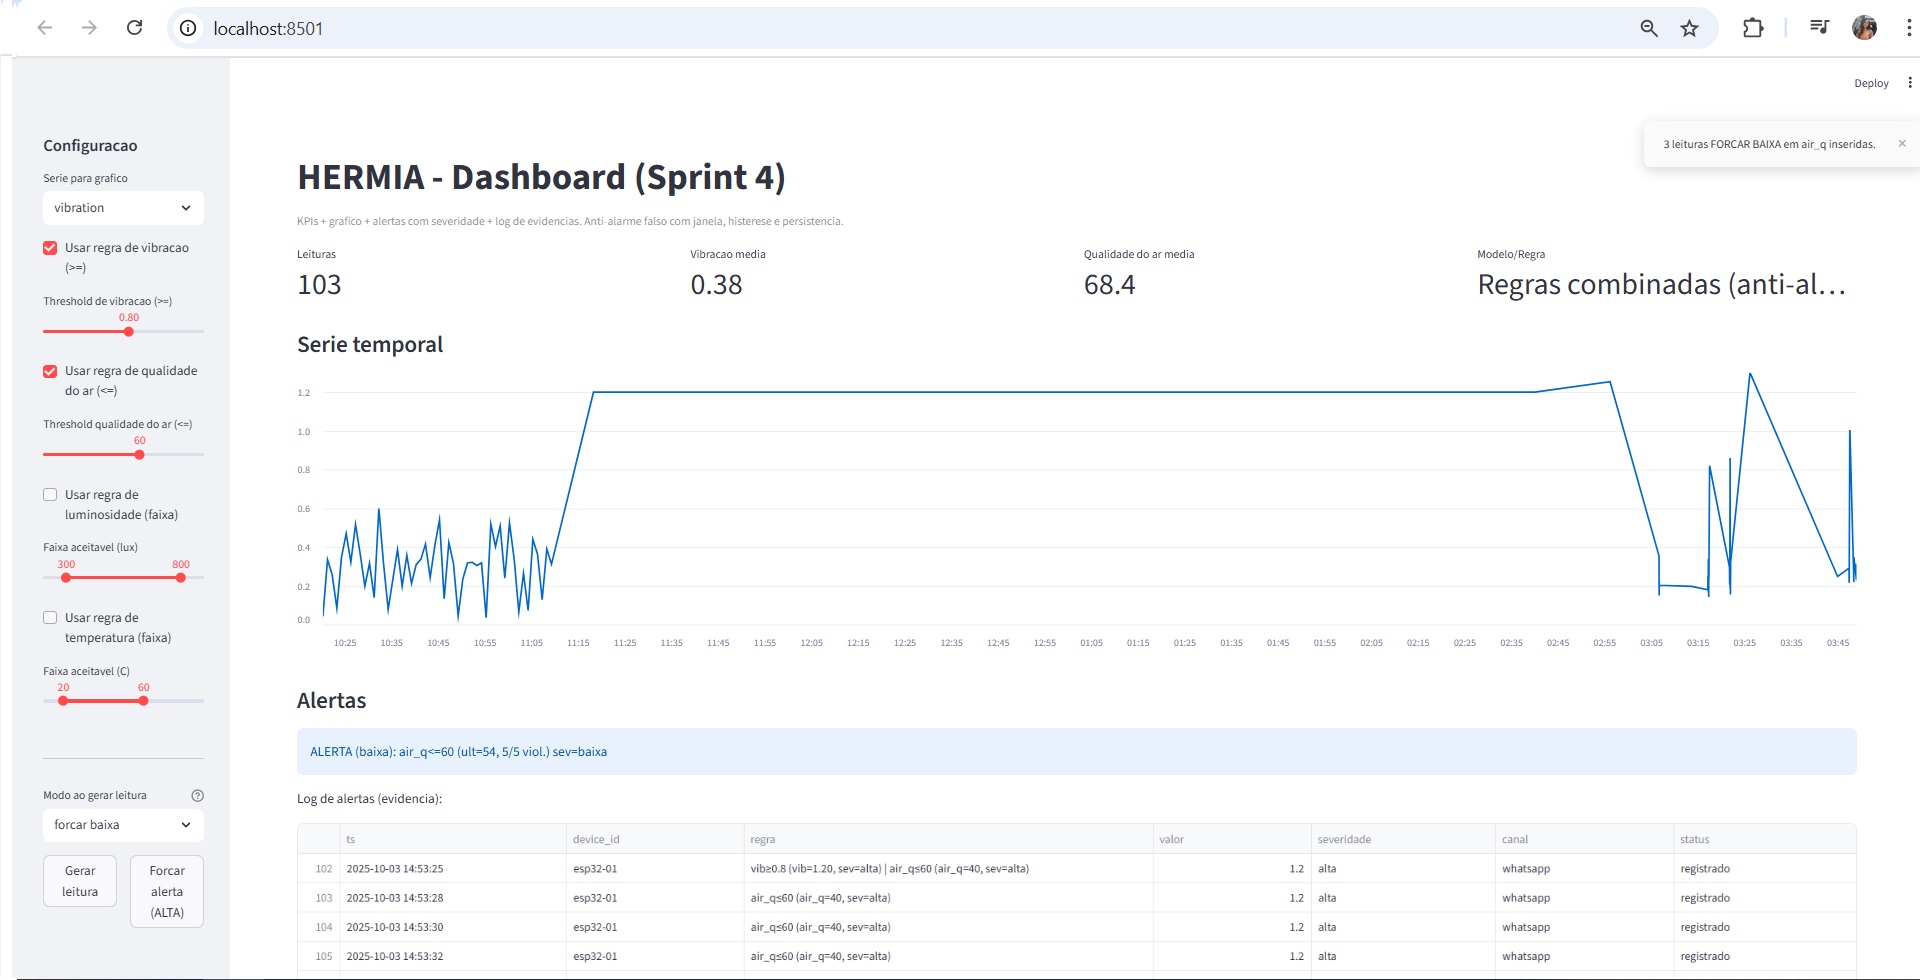 localhost:8501
Deploy
3 leituras FORCAR BAIXA em air_q inseridas.
Configuracao
Serie para grafico
vibration
Usar regra de vibracao
(>=)
Threshold de vibracao (>=)
0.80
Usar regra de qualidade
do ar (<=)
Threshold qualidade do ar (<=)
60
Usar regra de
luminosidade (faixa)
Faixa aceitavel (lux)
300 800
Usar regra de
temperatura (faixa)
Faixa aceitavel (C)
20 60
Modo ao gerar leitura
forcar baixa
Gerar
leitura
Forcar
alerta
(ALTA)
HERMIA - Dashboard (Sprint 4)
KPIs + grafico + alertas com severidade + log de evidencias. Anti-alarme falso com janela, histerese e persistencia.
Leituras
103
Vibracao media
0.38
Qualidade do ar media
68.4
Modelo/Regra
Regras combinadas (anti-al...
Serie temporal
1.2
1.0
0.8
0.6
0.4
0.2
0.0
10:25 10:35 10:45 10:55 11:05 11:15 11:25 11:35 11:45 11:55 12:05 12:15 12:25 12:35 12:45 12:55 01:05 01:15 01:25 01:35 01:45 01:55 02:05 02:15 02:25 02:35 02:45 02:55 03:05 03:15 03:25 03:35 03:45
Alertas
ALERTA (baixa): air_q<=60 (ult=54, 5/5 viol.) sev=baixa
Log de alertas (evidencia):
ts device_id regra valor severidade canal status
102 2025-10-03 14:53:25 esp32-01 vib≥0.8 (vib=1.20, sev=alta) | air_q≤60 (air_q=40, sev=alta) 1.2 alta whatsapp registrado
103 2025-10-03 14:53:28 esp32-01 air_q≤60 (air_q=40, sev=alta) 1.2 alta whatsapp registrado
104 2025-10-03 14:53:30 esp32-01 air_q≤60 (air_q=40, sev=alta) 1.2 alta whatsapp registrado
105 2025-10-03 14:53:32 esp32-01 air_q≤60 (air_q=40, sev=alta) 1.2 alta whatsapp registrado